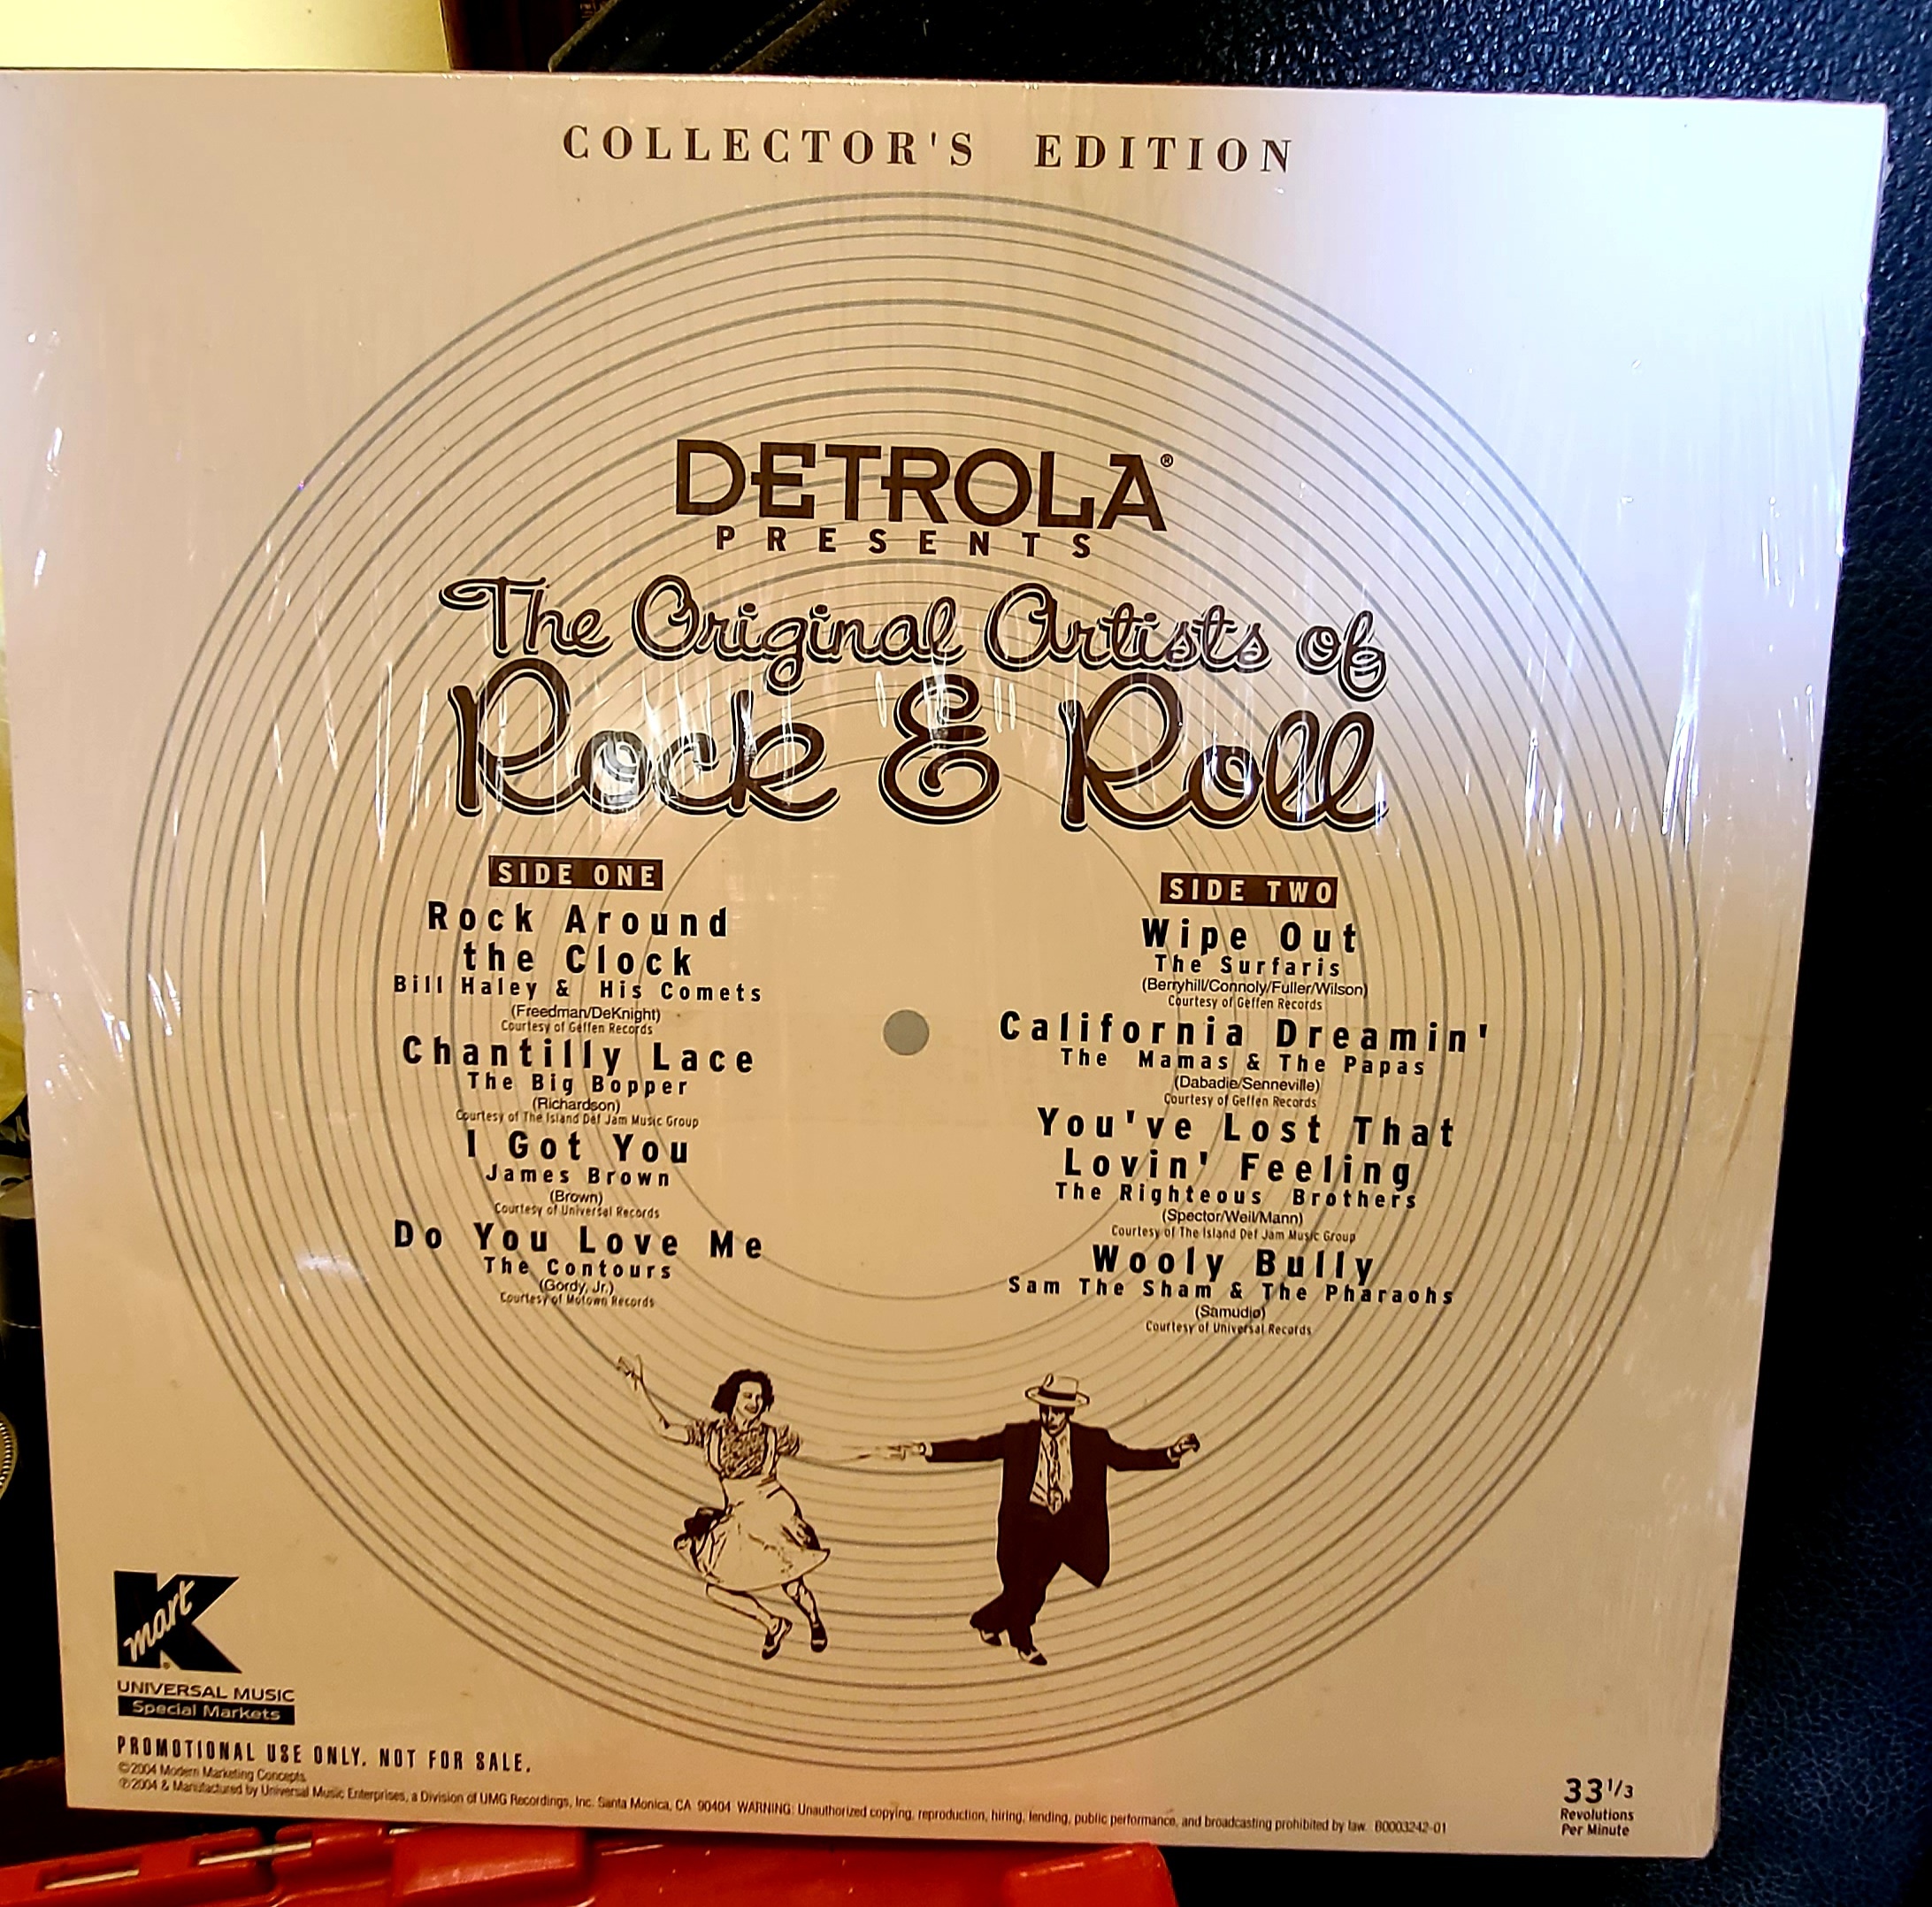 COLLECTOR'S EDITION
DETROLA®
PRESENTS
The Original Artists of
Rock & Roll
SIDE ONE
Rock Around
the Clock
Bill Haley & His Comets
(Freedman/DeKnight)
Courtesy of Geffen Records
Chantilly Lace
The Big Bopper
(Richardson)
Courtesy of The Island Def Jam Music Group
I Got You
James Brown
(Brown)
Courtesy of Universal Records
Do You Love Me
The Contours
(Gordy, Jr.)
Courtesy of Motown Records
SIDE TWO
Wipe Out
The Surfaris
(Berryhill/Connoly/Fuller/Wilson)
Courtesy of Geffen Records
California Dreamin'
The Mamas & The Papas
(Dabadie/Senneville)
Courtesy of Geffen Records
You've Lost That
Lovin' Feeling
The Righteous Brothers
(Spector/Weil/Mann)
Courtesy of The Island Def Jam Music Group
Wooly Bully
Sam The Sham & The Pharaohs
(Samudio)
Courtesy of Universal Records
Kmart®
UNIVERSAL MUSIC
Special Markets
PROMOTIONAL USE ONLY. NOT FOR SALE.
©2004 Modern Marketing Concepts
℗2004 & Manufactured by Universal Music Enterprises, a Division of UMG Recordings, Inc. Santa Monica, CA 90404 WARNING: Unauthorized copying, reproduction, hiring, lending, public performance, and broadcasting prohibited by law. B0003242-01
33 1/3
Revolutions
Per Minute